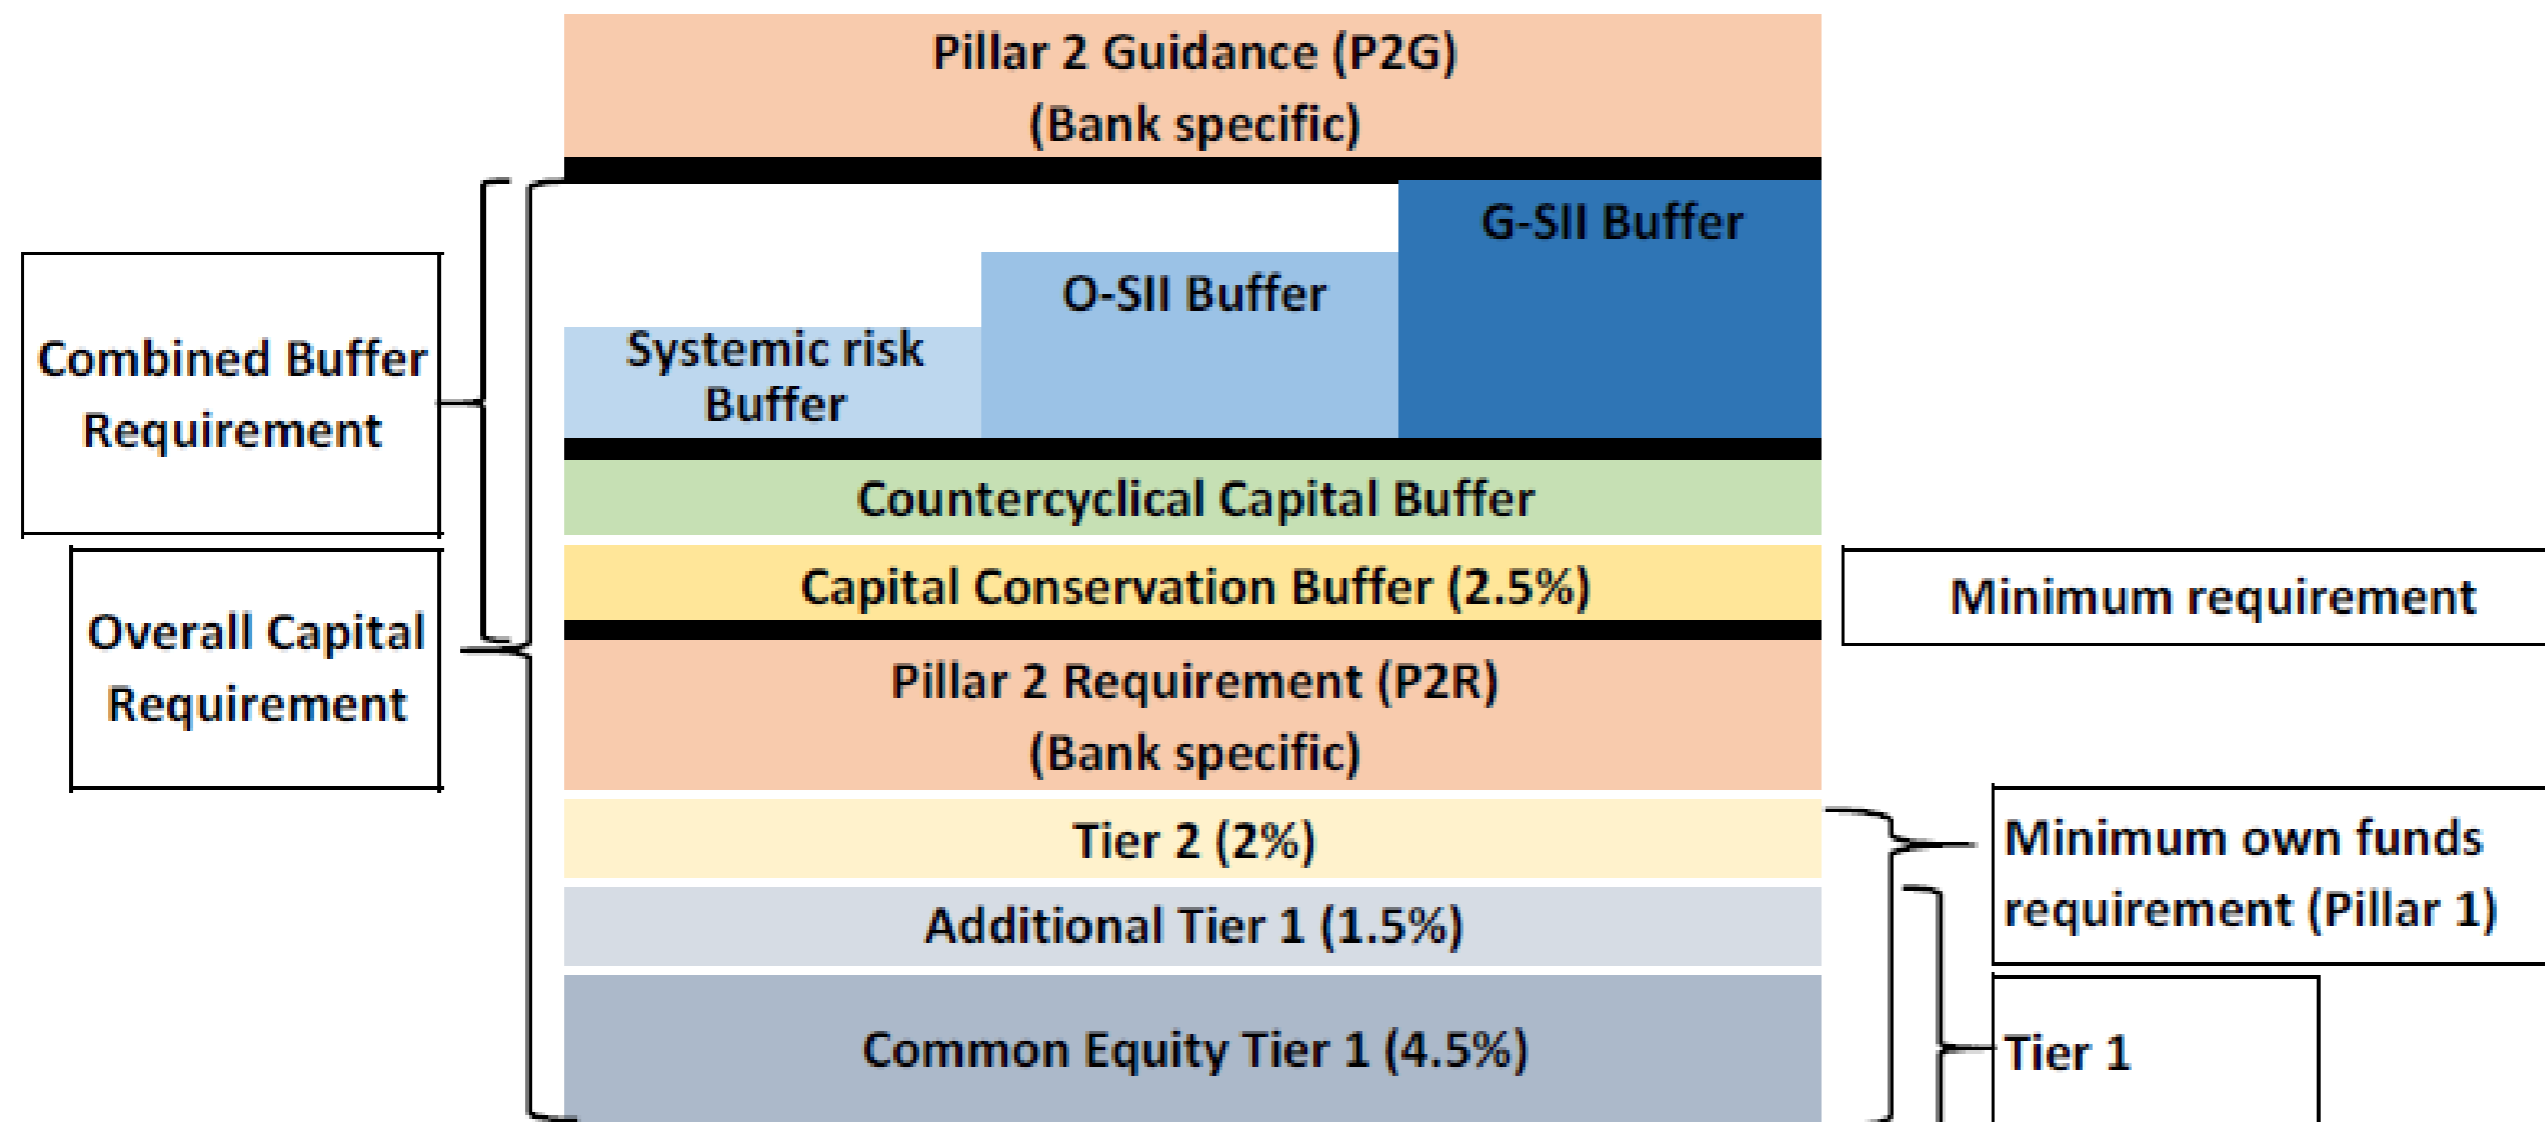 Pillar 2 Guidance (P2G)
(Bank specific)
G-SII Buffer
O-SII Buffer
Systemic risk
Buffer
Combined Buffer
Requirement
Countercyclical Capital Buffer
Capital Conservation Buffer (2.5%)
Minimum requirement
Overall Capital
Requirement
Pillar 2 Requirement (P2R)
(Bank specific)
Tier 2 (2%)
Minimum own funds
requirement (Pillar 1)
Additional Tier 1 (1.5%)
Common Equity Tier 1 (4.5%)
Tier 1